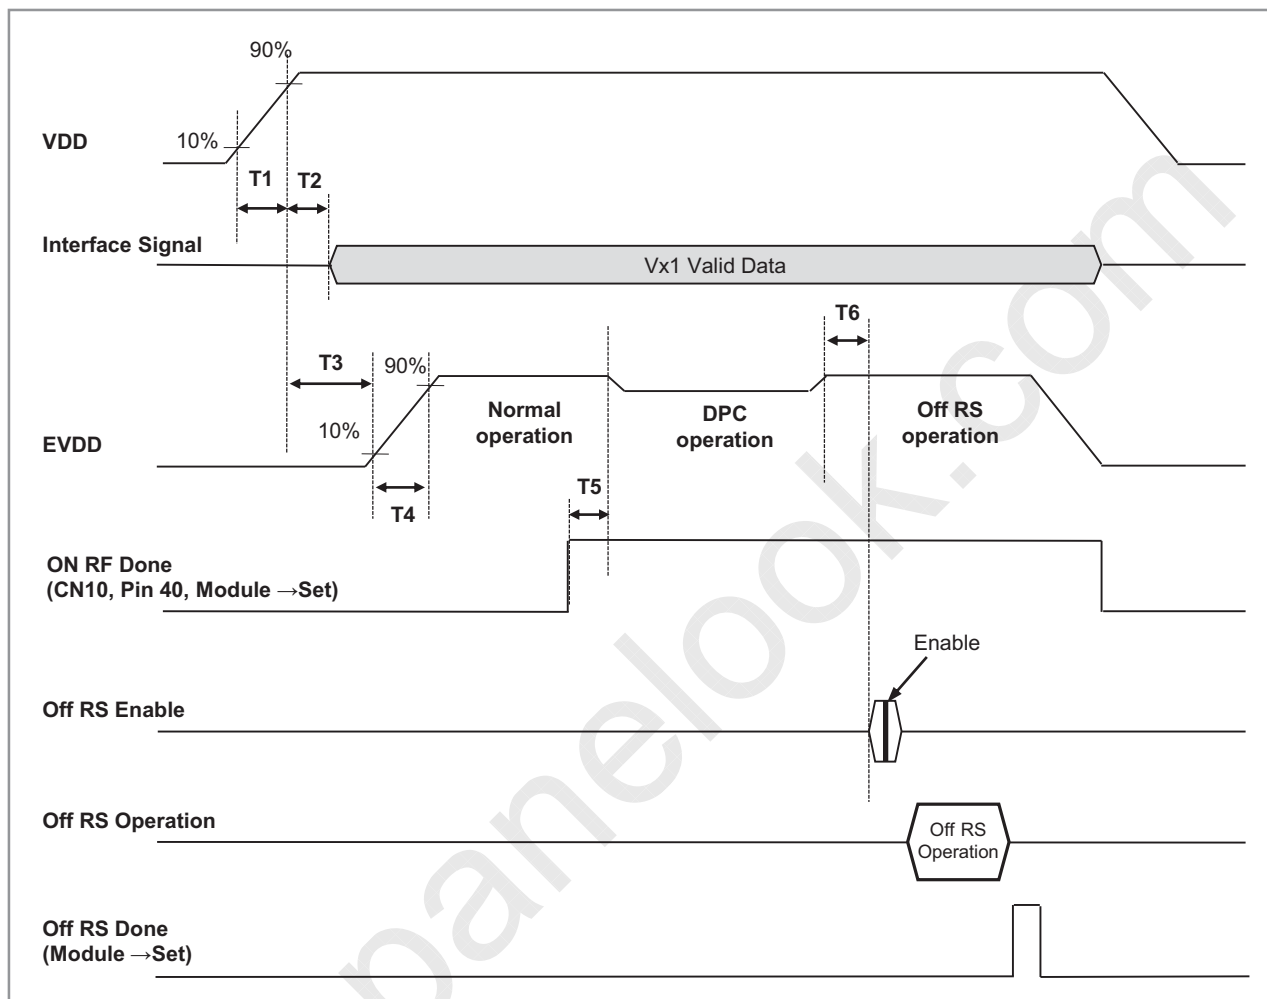 90%
VDD
10%
T1
T2
Interface Signal
Vx1 Valid Data
T6
T3
90%
Normal
operation
DPC
operation
Off RS
operation
10%
EVDD
T5
T4
ON RF Done
(CN10, Pin 40, Module →Set)
Enable
Off RS Enable
Off RS Operation
Off RS
Operation
Off RS Done
(Module →Set)
panelook.com